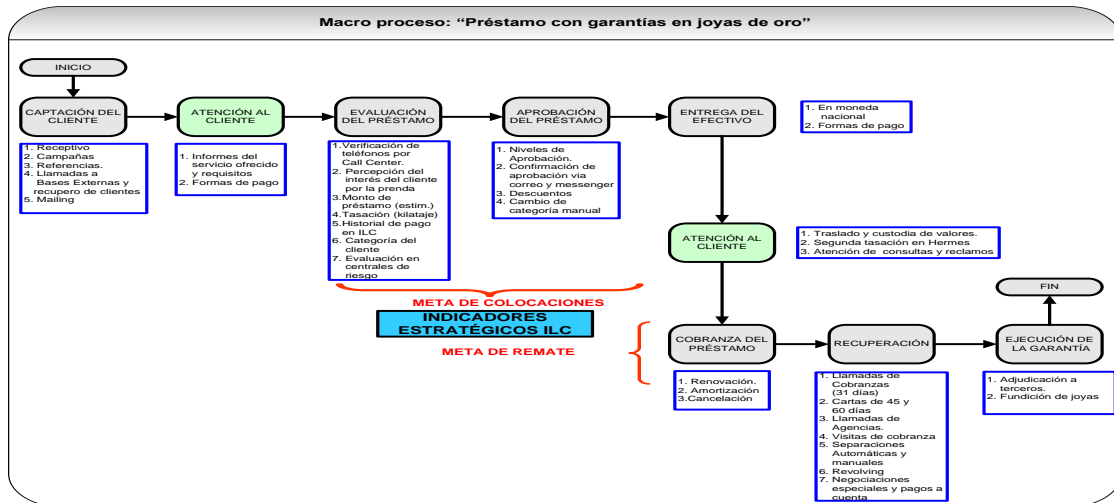 Macro proceso: “Préstamo con garantías en joyas de oro”
INICIO
CAPTACIÓN DEL
CLIENTE
1. Receptivo
2. Campañas
3. Referencias.
4. Llamadas a
Bases Externas y
recupero de clientes
5. Mailing
ATENCIÓN AL
CLIENTE
1. Informes del
servicio ofrecido y
requisitos
2. Formas de pago
EVALUACIÓN
DEL PRÉSTAMO
1.Verificación de
teléfonos por
Call Center.
2. Percepción del
interés del cliente
por la prenda
3.Monto de
préstamo (estim.)
4.Tasación (kilataje)
5.Historial de pago
en ILC
6. Categoría del
cliente
7. Evaluación en
centrales de
riesgo
APROBACIÓN
DEL PRÉSTAMO
1. Niveles de
Aprobación.
2. Confirmación de
aprobación vía
correo y messenger
3. Descuentos
4. Cambio de
categoría manual
ENTREGA DEL
EFECTIVO
1. En moneda
nacional
2. Formas de pago
ATENCIÓN AL
CLIENTE
1. Traslado y custodia de valores.
2. Segunda tasación en Hermes
3. Atención de consultas y reclamos
META DE COLOCACIONES
INDICADORES
ESTRATÉGICOS ILC
META DE REMATE
COBRANZA DEL
PRÉSTAMO
1. Renovación.
2. Amortización
3.Cancelación
RECUPERACIÓN
1. Llamadas de
Cobranzas
(31 días)
2. Cartas de 45 y
60 días
3. Llamadas de
Agencias.
4. Visitas de cobranza
5. Separaciones
Automáticas y
manuales
6. Revolving
7. Negociaciones
especiales y pagos a
cuenta
EJECUCIÓN DE
LA GARANTÍA
1. Adjudicación a
terceros.
2. Fundición de joyas
FIN